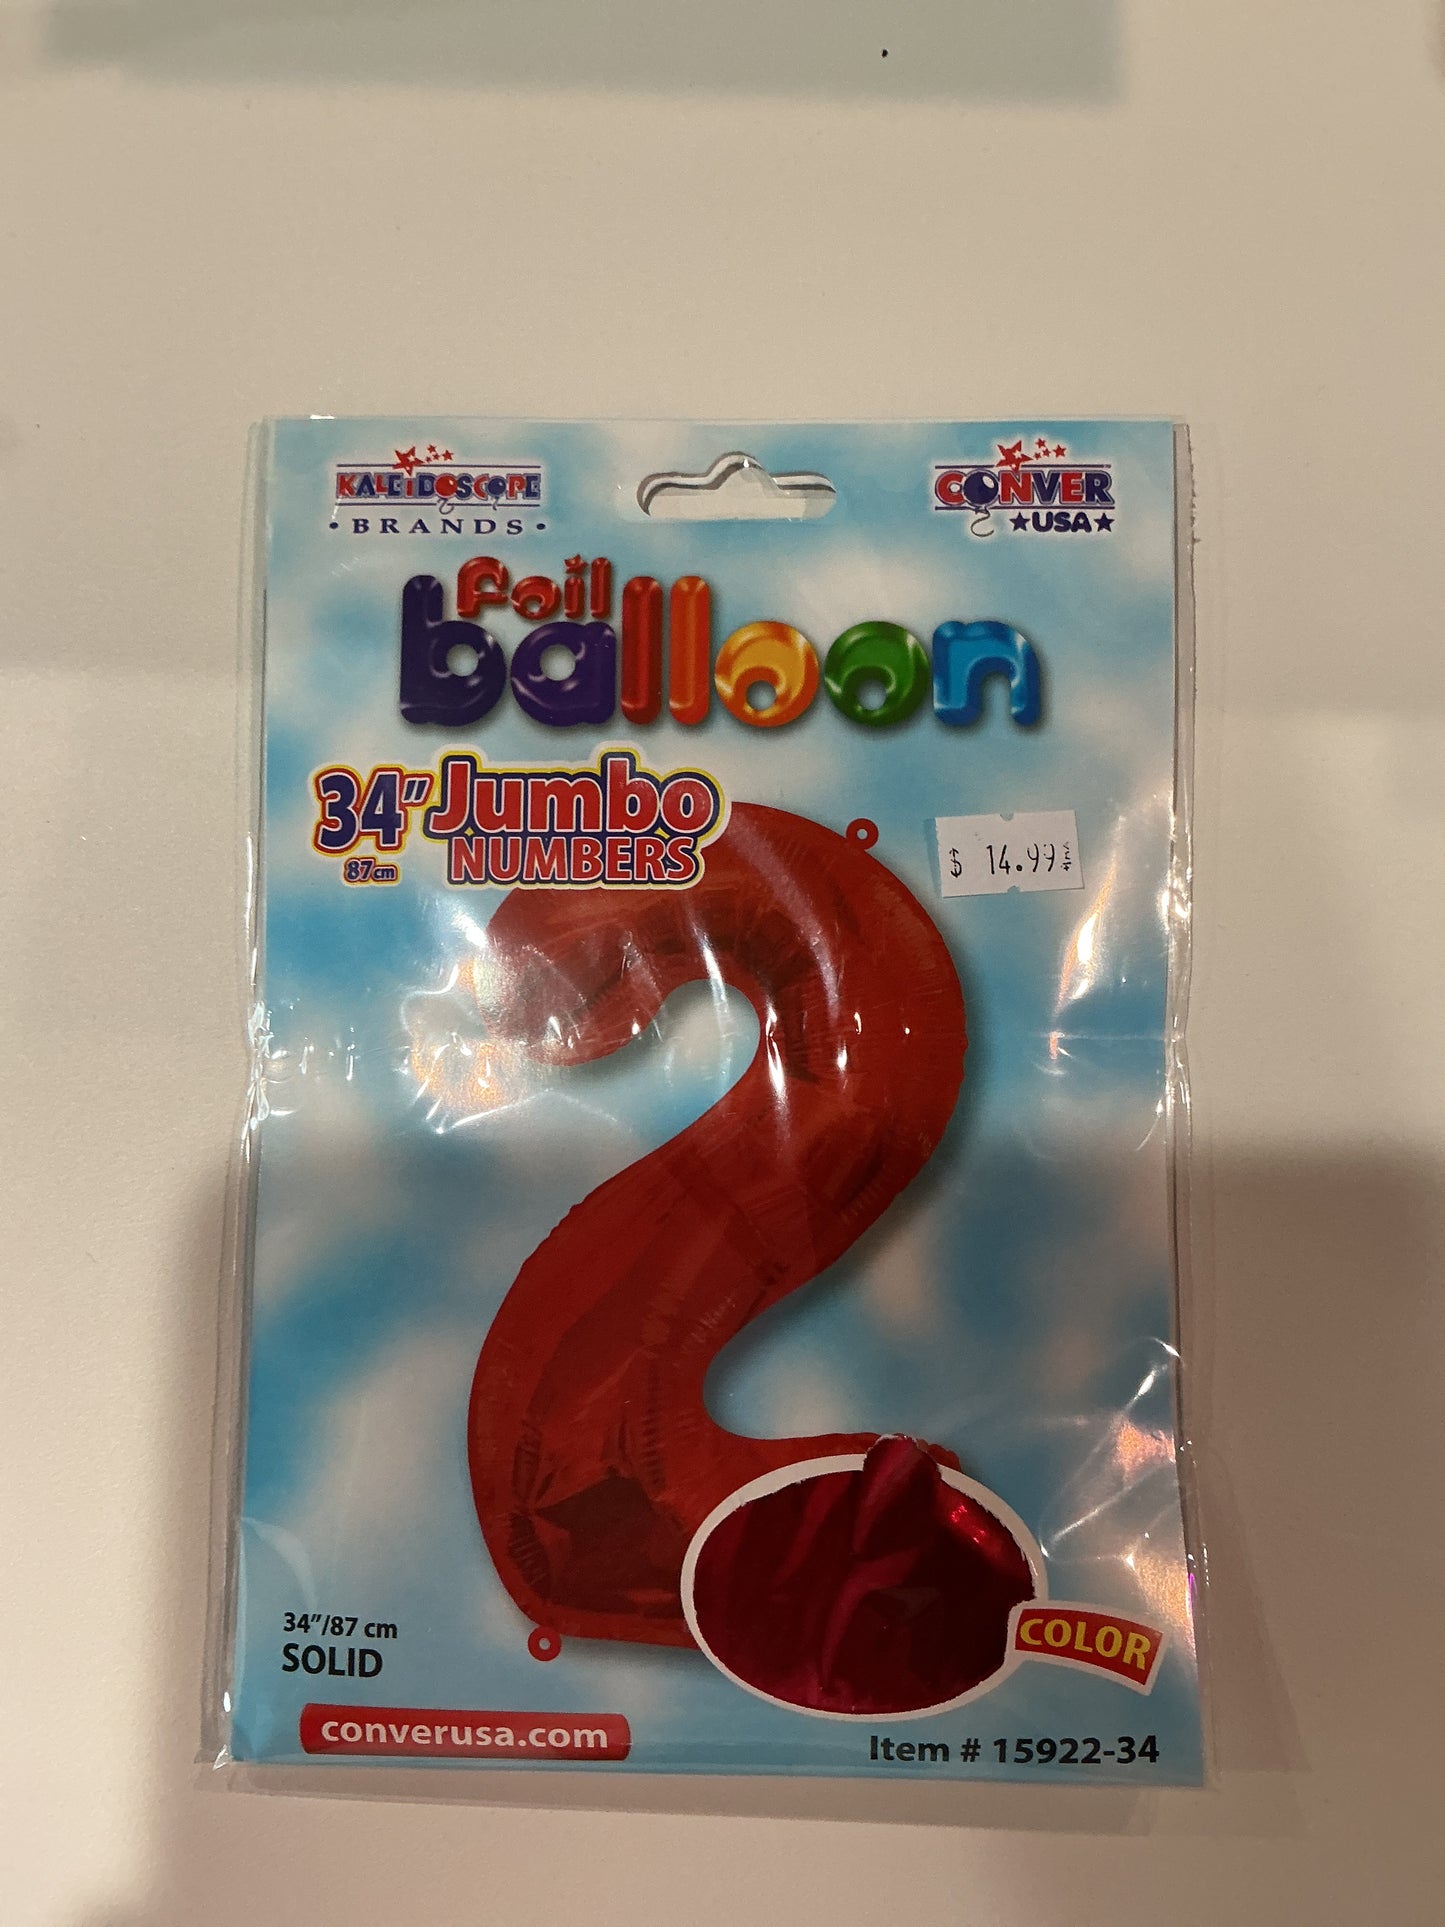 KALEIDOSCOPE
• BRANDS •
CONVER
★USA★
foil
balloon
34" Jumbo
87cm NUMBERS
$ 14.99
34"/87 cm
SOLID
COLOR
converusa.com
Item # 15922-34